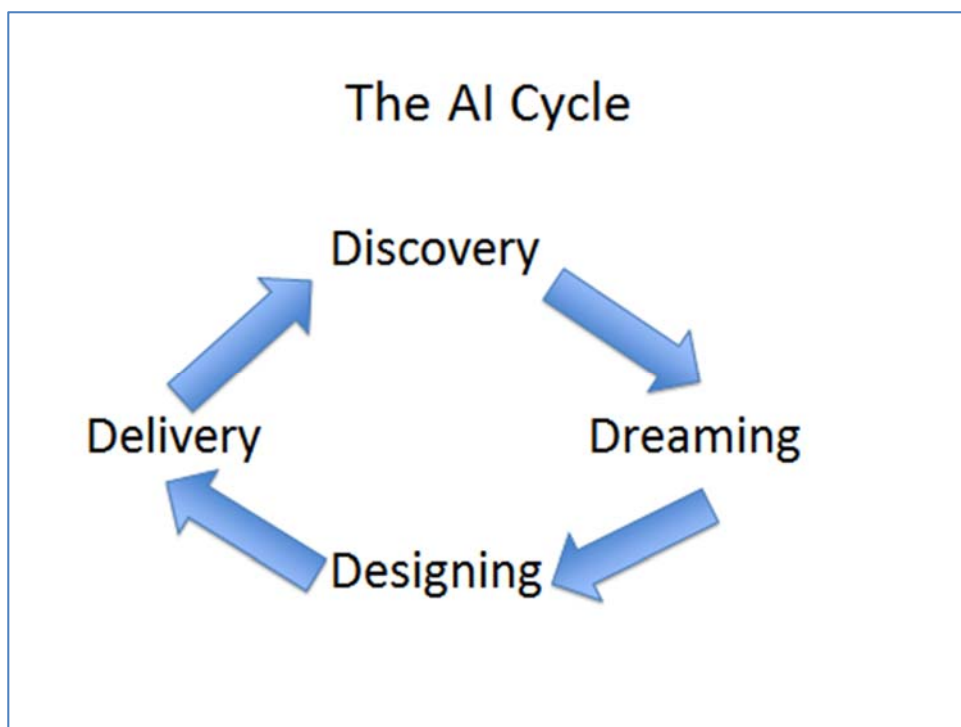 The AI Cycle
Discovery
Dreaming
Designing
Delivery